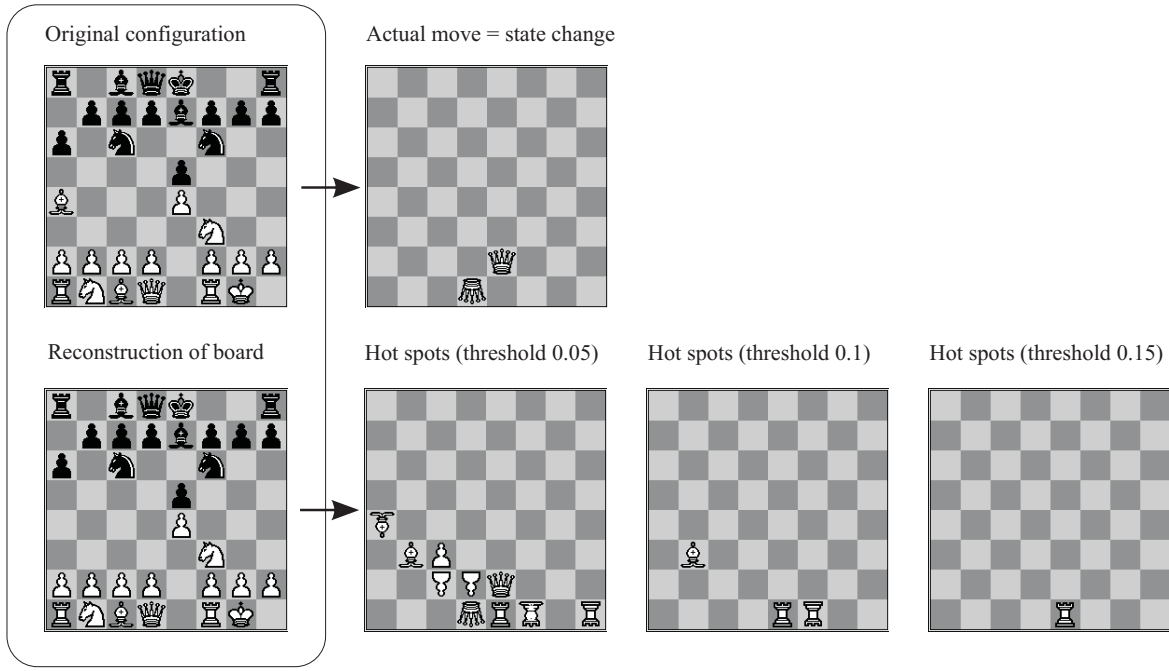 Original configuration
Actual move = state change
Reconstruction of board
Hot spots (threshold 0.05)
Hot spots (threshold 0.1)
Hot spots (threshold 0.15)